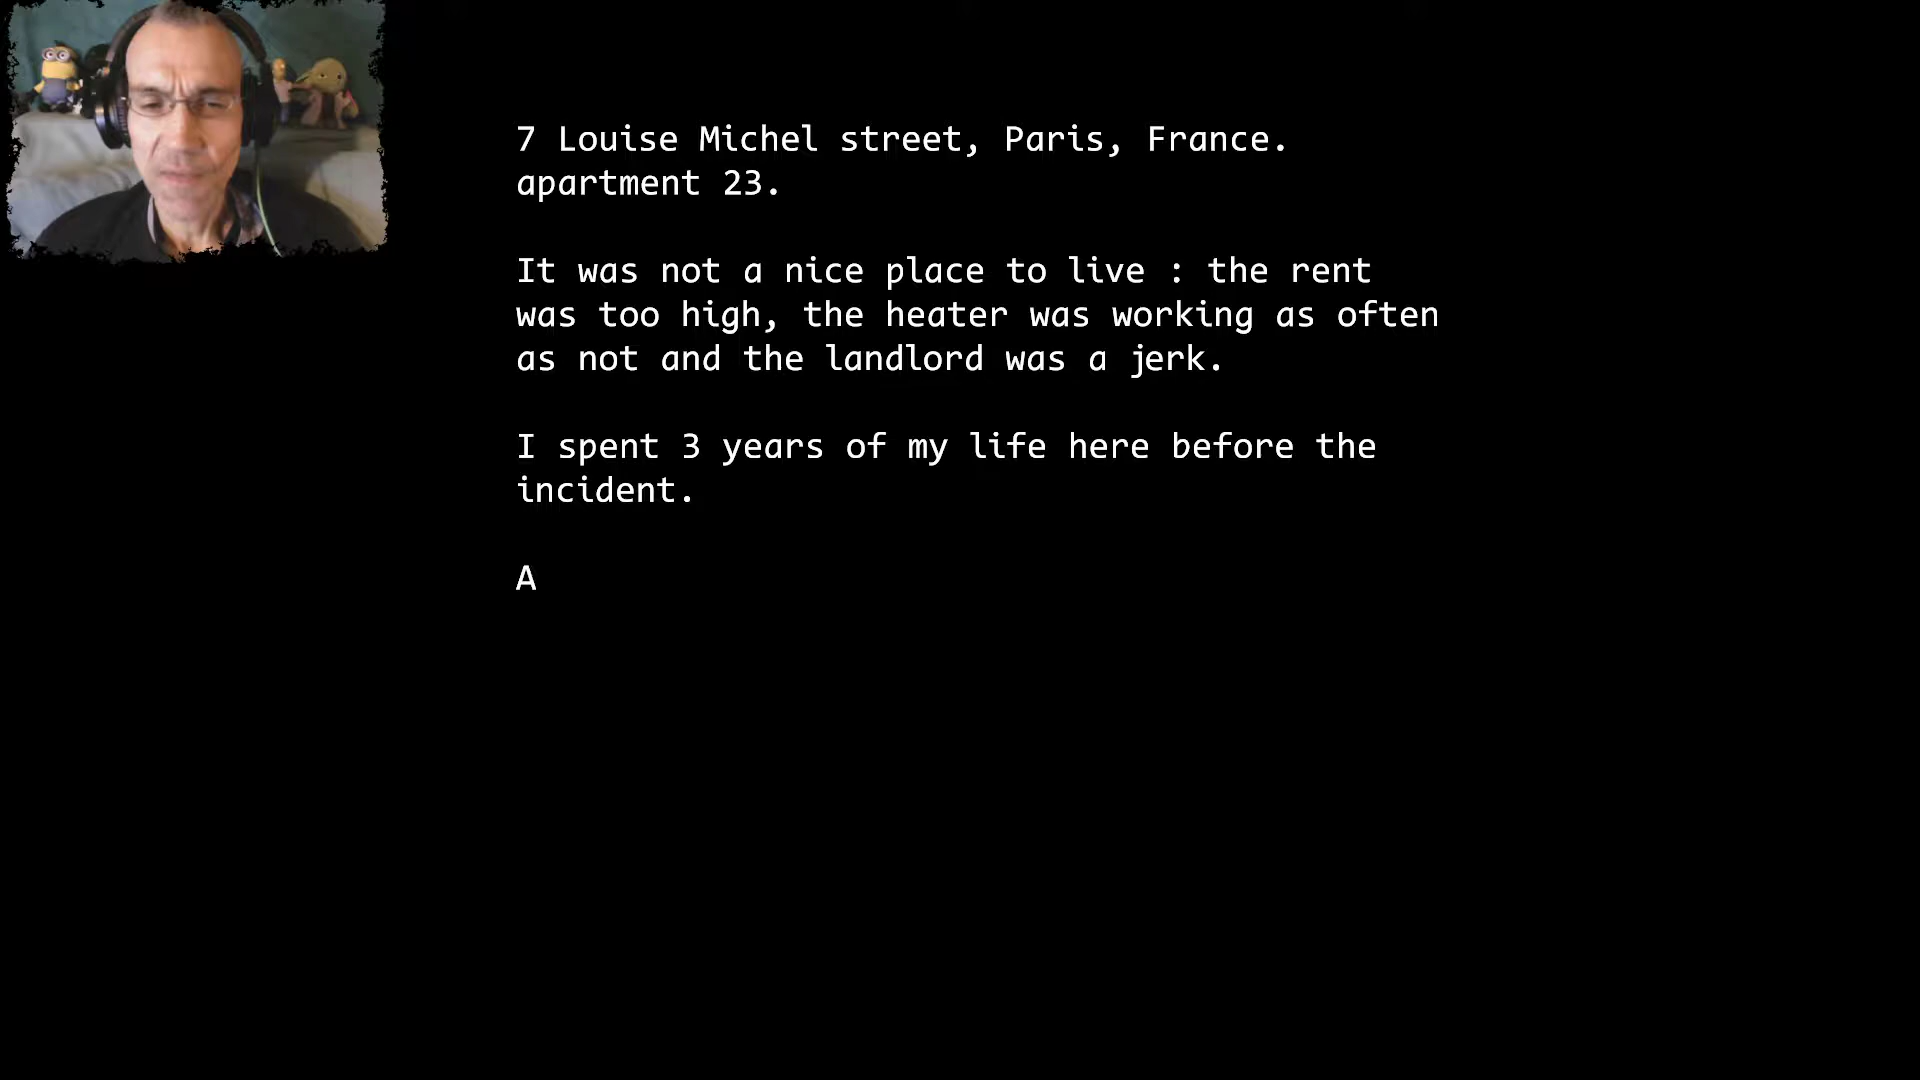 7 Louise Michel street, Paris, France.
apartment 23.
It was not a nice place to live : the rent
was too high, the heater was working as often
as not and the landlord was a jerk.
I spent 3 years of my life here before the
incident.
A